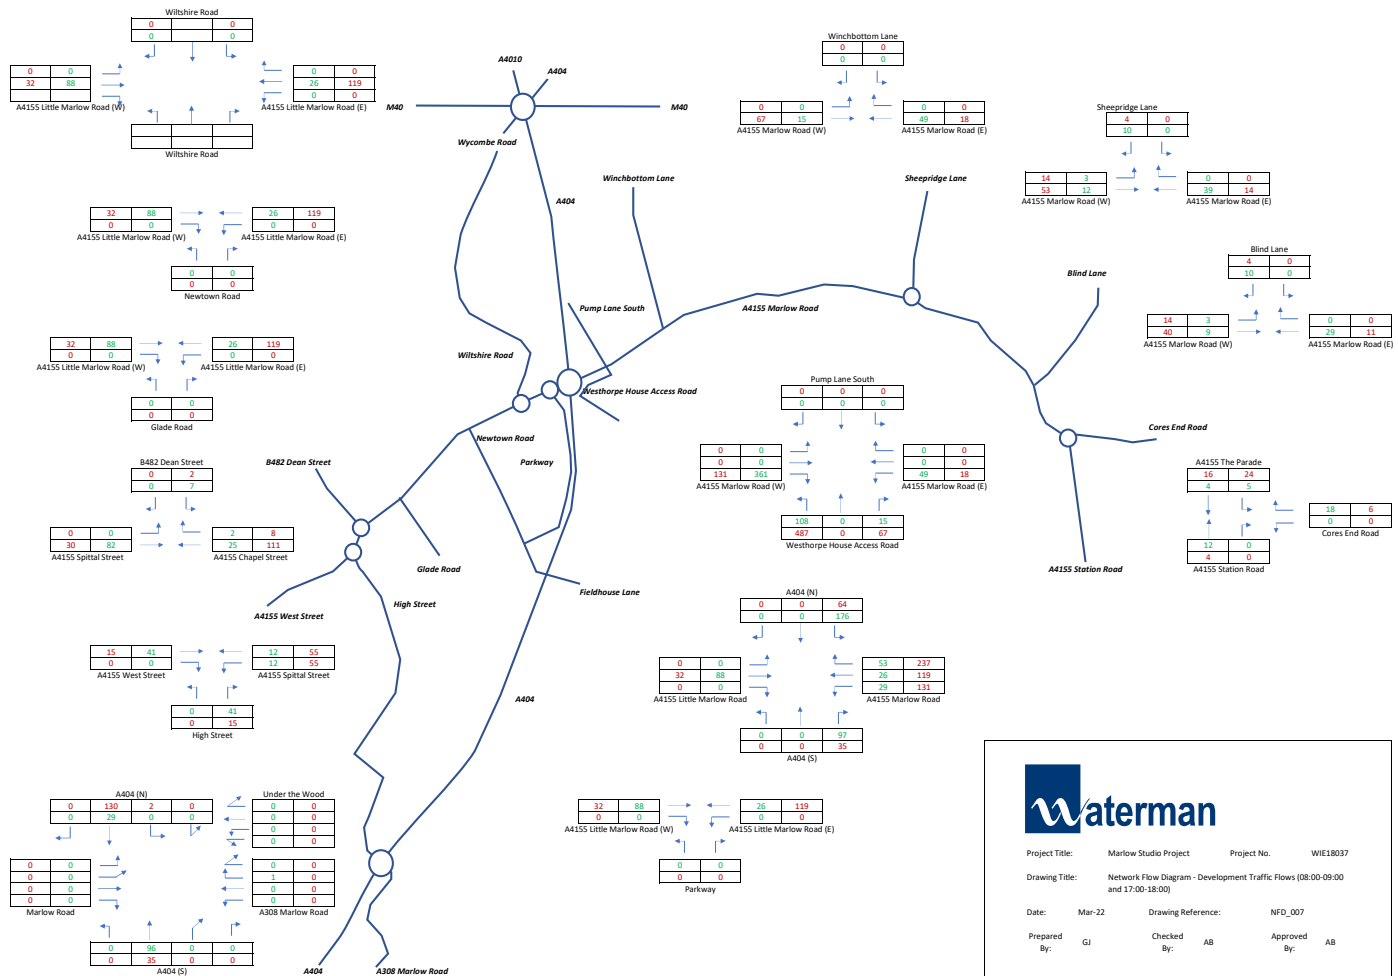 Wiltshire Road
0 0
0 0
0 0
32 88
A4155 Little Marlow Road (W)
0 0
26 119
0 0
A4155 Little Marlow Road (E)
Wiltshire Road
A4010
A404
M40
M40
Wycombe Road
A404
Winchbottom Lane
Winchbottom Lane
0 0
0 0
0 0
67 15
A4155 Marlow Road (W)
0 0
49 18
A4155 Marlow Road (E)
Sheepridge Lane
4 0
10 0
14 3
53 12
A4155 Marlow Road (W)
0 0
39 14
A4155 Marlow Road (E)
Sheepridge Lane
32 88
0 0
A4155 Little Marlow Road (W)
26 119
0 0
A4155 Little Marlow Road (E)
0 0
0 0
Newtown Road
Blind Lane
4 0
10 0
14 3
40 9
A4155 Marlow Road (W)
0 0
29 11
A4155 Marlow Road (E)
Blind Lane
Pump Lane South
A4155 Marlow Road
Wiltshire Road
Westhorpe House Access Road
32 88
0 0
A4155 Little Marlow Road (W)
26 119
0 0
A4155 Little Marlow Road (E)
0 0
0 0
Glade Road
Pump Lane South
0 0 0
0 0 0
0 0
0 0
131 361
A4155 Marlow Road (W)
0 0
0 0
49 18
A4155 Marlow Road (E)
108 0 15
487 0 67
Westhorpe House Access Road
Newtown Road
Parkway
B482 Dean Street
Cores End Road
B482 Dean Street
0 2
0 7
0 0
30 82
A4155 Spittal Street
2 8
25 111
A4155 Chapel Street
A4155 The Parade
16 24
4 5
18 6
0 0
Cores End Road
12 0
4 0
A4155 Station Road
A4155 Station Road
Glade Road
Fieldhouse Lane
High Street
A4155 West Street
15 41
0 0
A4155 West Street
12 55
12 55
A4155 Spittal Street
0 41
0 15
High Street
A404 (N)
0 0 64
0 0 176
0 0
32 88
0 0
A4155 Little Marlow Road
53 237
26 119
29 131
A4155 Marlow Road
0 0 97
0 0 35
A404 (S)
A404
A404 (N)
0 130 2 0
0 29 0 0
Under the Wood
0 0
0 0
0 0
0 0
0 0
0 0
0 0
0 0
Marlow Road
0 0
1 0
0 0
0 0
A308 Marlow Road
0 96 0 0
0 35 0 0
A404 (S)
32 88
0 0
A4155 Little Marlow Road (W)
26 119
0 0
A4155 Little Marlow Road (E)
0 0
0 0
Parkway
A404
A308 Marlow Road
Waterman
Project Title: Marlow Studio Project Project No. WIE18037
Drawing Title: Network Flow Diagram - Development Traffic Flows (08:00-09:00
and 17:00-18:00)
Date: Mar-22 Drawing Reference: NFD_007
Prepared By: GJ Checked By: AB Approved By: AB